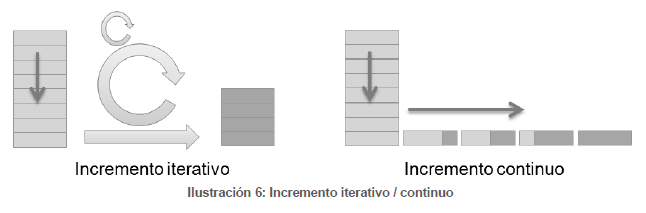 Incremento iterativo
Incremento continuo
Ilustración 6: Incremento iterativo / continuo